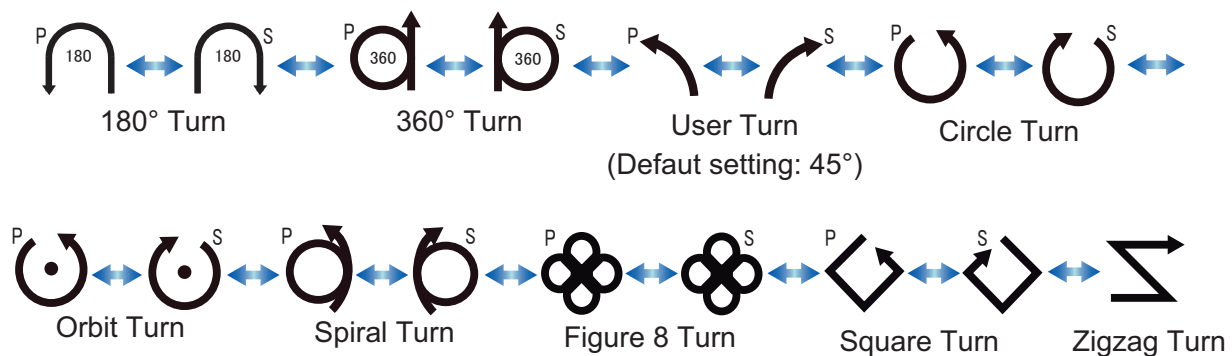 P 180 180 S P 360 360 S P S P S
180° Turn 360° Turn User Turn Circle Turn
(Defaut setting: 45°)
P S P S P S P S
Orbit Turn Spiral Turn Figure 8 Turn Square Turn Zigzag Turn